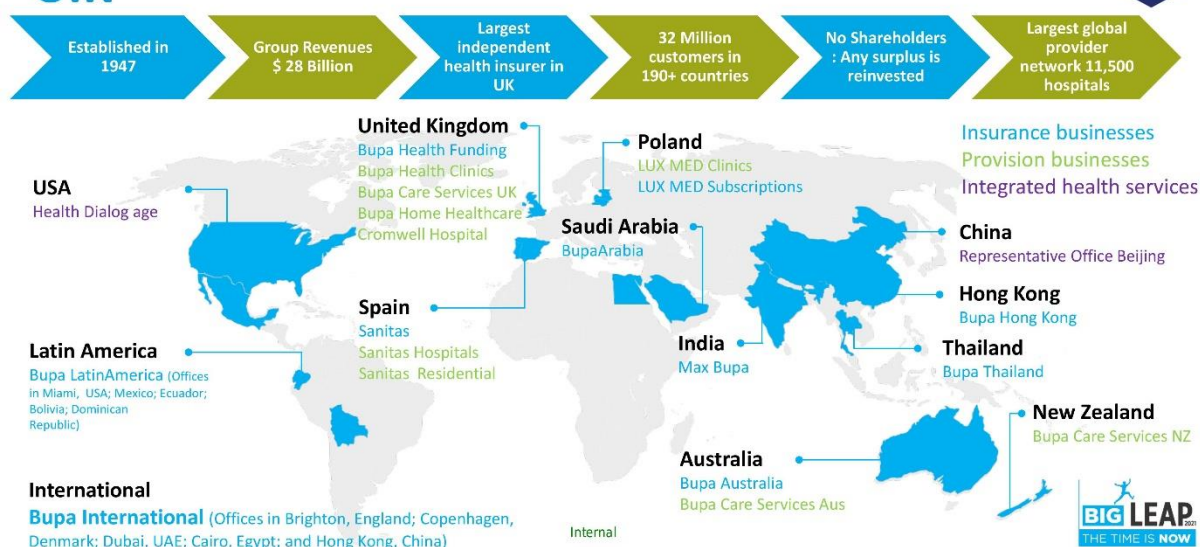 Established in
1947
Group Revenues
$ 28 Billion
Largest
independent
health insurer in
UK
32 Million
customers in
190+ countries
No Shareholders
: Any surplus is
reinvested
Largest global
provider
network 11,500
hospitals
Insurance businesses
Provision businesses
Integrated health services
USA
Health Dialog age
United Kingdom
Bupa Health Funding
Bupa Health Clinics
Bupa Care Services UK
Bupa Home Healthcare
Cromwell Hospital
Poland
LUX MED Clinics
LUX MED Subscriptions
Saudi Arabia
BupaArabia
China
Representative Office Beijing
Hong Kong
Bupa Hong Kong
Spain
Sanitas
Sanitas Hospitals
Sanitas Residential
India
Max Bupa
Thailand
Bupa Thailand
Latin America
Bupa LatinAmerica (Offices
in Miami, USA; Mexico; Ecuador;
Bolivia; Dominican
Republic)
New Zealand
Bupa Care Services NZ
Australia
Bupa Australia
Bupa Care Services Aus
International
Bupa International (Offices in Brighton, England; Copenhagen,
Denmark; Dubai, UAE; Cairo, Egypt; and Hong Kong, China)
Internal
BIG LEAP 2021
THE TIME IS NOW